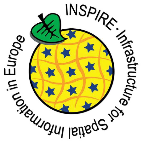 INSPIRE - Infrastructure for Spatial Information in Europe